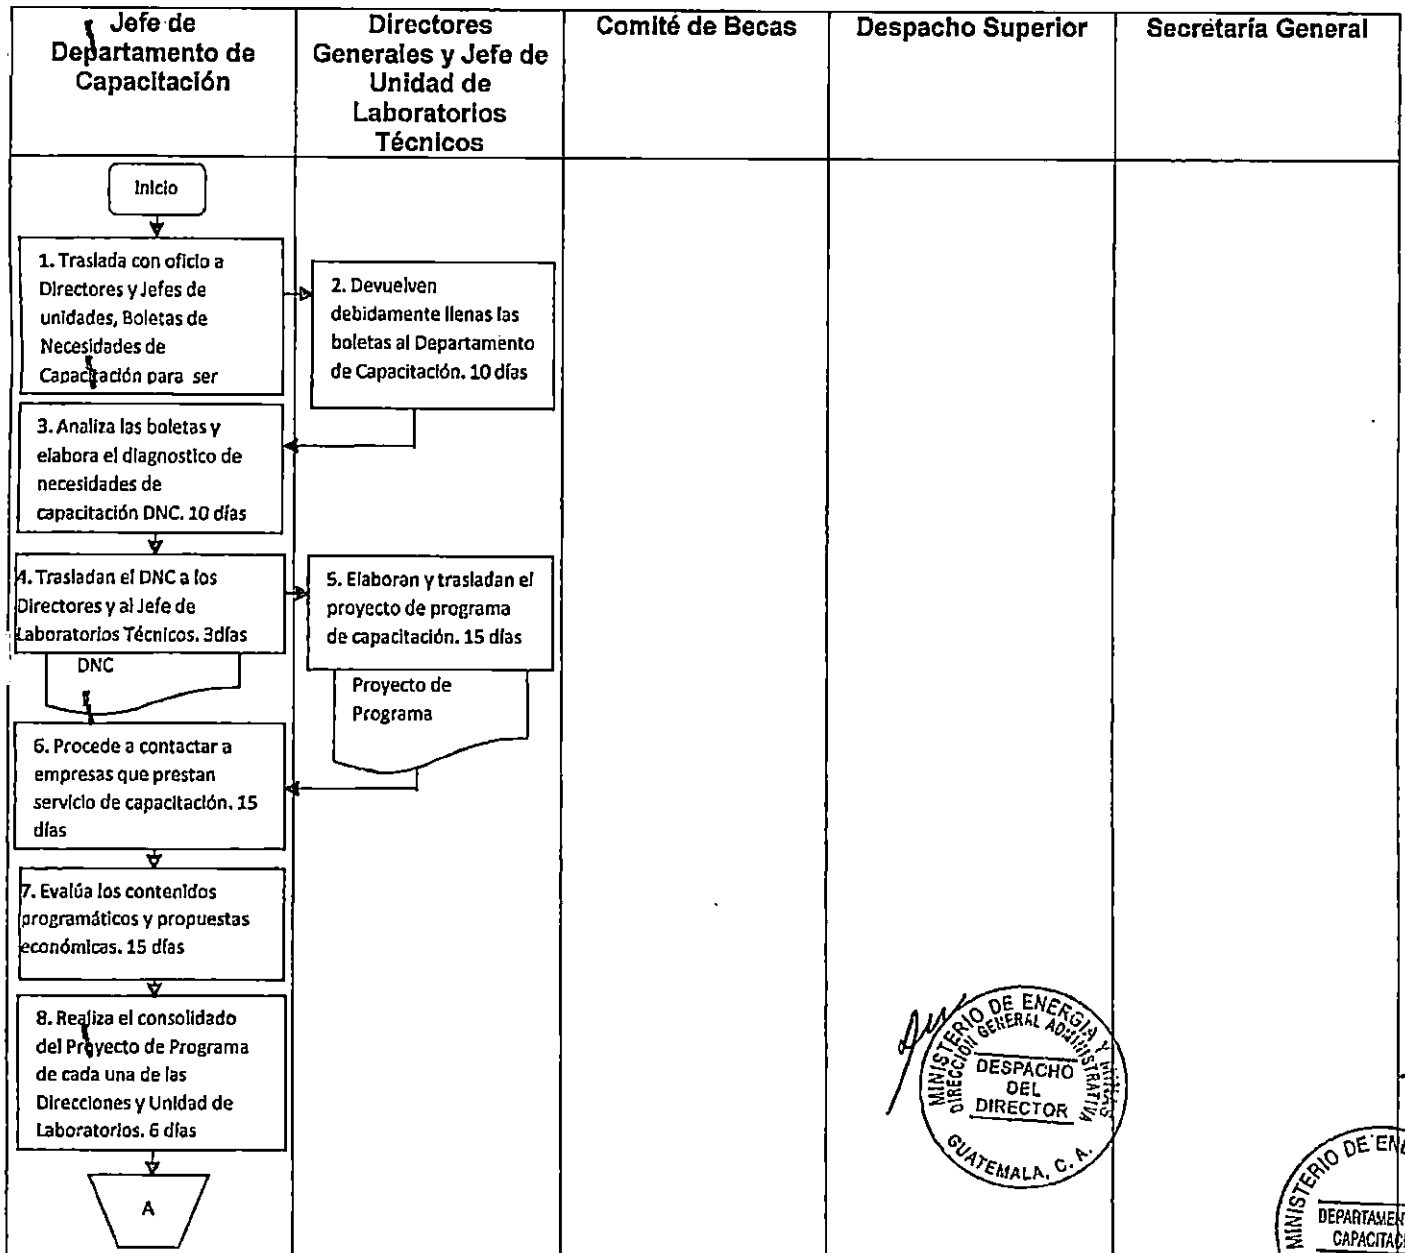 Jefe de
Departamento de
Capacitación
Directores
Generales y Jefe de
Unidad de
Laboratorios
Técnicos
Comité de Becas
Despacho Superior
Secretaría General
Inicio
1. Traslada con oficio a
Directores y Jefes de
unidades, Boletas de
Necesidades de
Capacitación para ser
2. Devuelven
debidamente llenas las
boletas al Departamento
de Capacitación. 10 días
3. Analiza las boletas y
elabora el diagnostico de
necesidades de
capacitación DNC. 10 días
4. Trasladan el DNC a los
Directores y al Jefe de
Laboratorios Técnicos. 3días
DNC
5. Elaboran y trasladan el
proyecto de programa
de capacitación. 15 días
Proyecto de
Programa
6. Procede a contactar a
empresas que prestan
servicio de capacitación. 15
días
7. Evalúa los contenidos
programáticos y propuestas
económicas. 15 días
8. Realiza el consolidado
del Proyecto de Programa
de cada una de las
Direcciones y Unidad de
Laboratorios. 6 días
A
MINISTERIO DE ENERGIA Y MINAS
DIRECCIÓN GENERAL ADMINISTRATIVA
DESPACHO
DEL
DIRECTOR
GUATEMALA, C. A.
MINISTERIO DE ENE
DEPARTAMEN
CAPACITAC